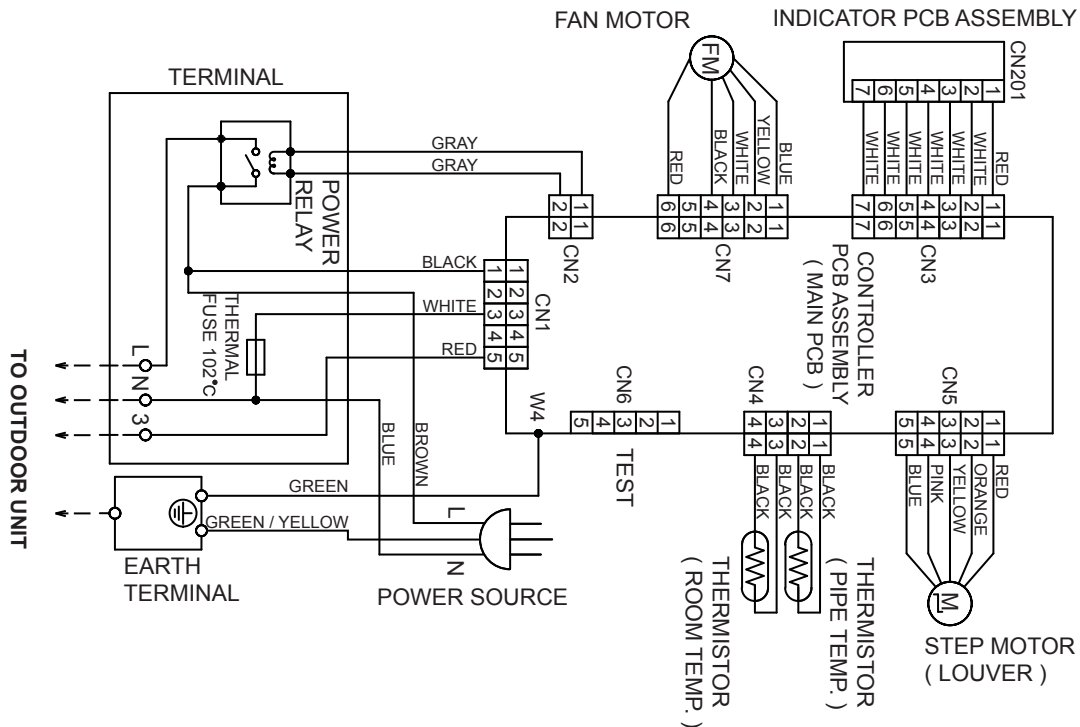 FAN MOTOR
INDICATOR PCB ASSEMBLY
TERMINAL
FM
CN201
7 6 5 4 3 2 1
GRAY
GRAY
RED
BLACK
WHITE
YELLOW
BLUE
WHITE
WHITE
WHITE
WHITE
WHITE
WHITE
RED
POWER
RELAY
2 1
2 1
CN2
6 5 4 3 2 1
6 5 4 3 2 1
CN7
7 6 5 4 3 2 1
7 6 5 4 3 2 1
CN3
BLACK
WHITE
RED
1 1
2 2
3 3
4 4
5 5
CN1
THERMAL
FUSE 102°C
CONTROLLER
PCB ASSEMBLY
( MAIN PCB )
TO OUTDOOR UNIT
L
N
3
BLUE
BROWN
W4
CN6
5 4 3 2 1
TEST
CN4
4 3 2 1
4 3 2 1
BLACK
BLACK
BLACK
BLACK
CN5
5 4 3 2 1
5 4 3 2 1
BLUE
PINK
YELLOW
ORANGE
RED
GREEN
GREEN / YELLOW
L
N
EARTH
TERMINAL
POWER SOURCE
THERMISTOR
( ROOM TEMP. )
THERMISTOR
( PIPE TEMP. )
M
STEP MOTOR
( LOUVER )